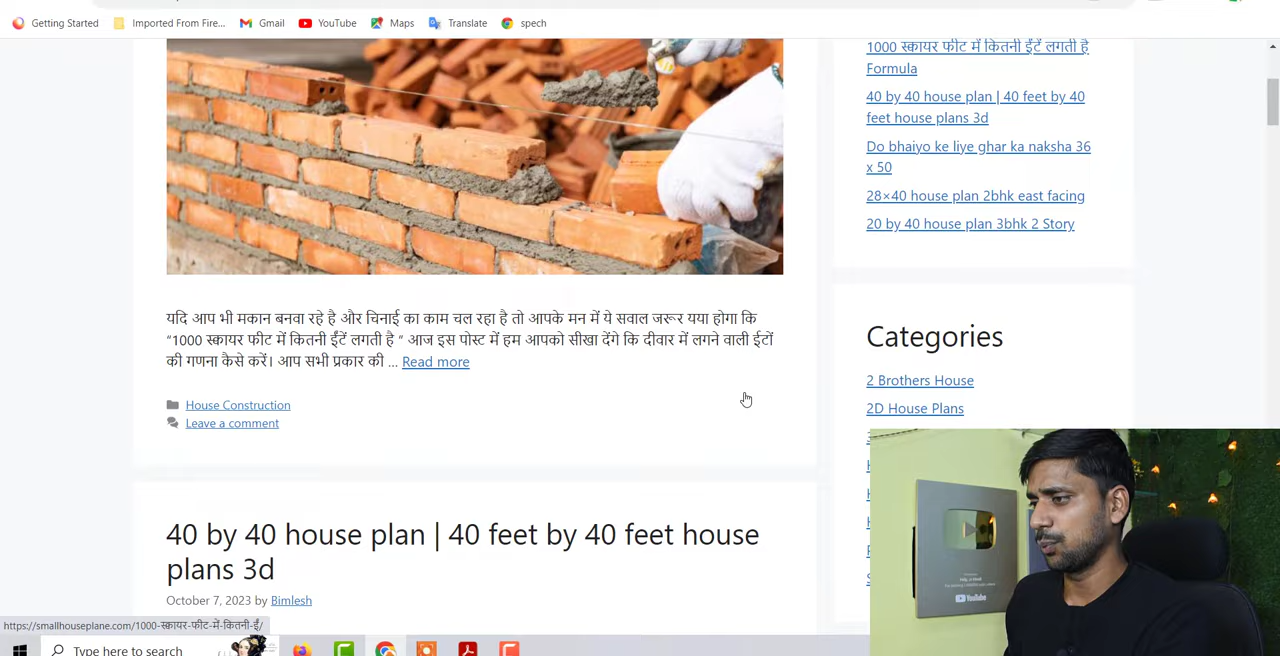 Getting Started
Imported From Fire...
Gmail
YouTube
Maps
Translate
spech
1000 स्क्वायर फीट में कितनी ईंटें लगती है
Formula
40 by 40 house plan | 40 feet by 40
feet house plans 3d
Do bhaiyo ke liye ghar ka naksha 36
x 50
28×40 house plan 2bhk east facing
20 by 40 house plan 3bhk 2 Story
यदि आप भी मकान बनवा रहे है और चिनाई का काम चल रहा है तो आपके मन में ये सवाल जरूर यया होगा कि
“1000 स्क्वायर फीट में कितनी ईंटें लगती है ” आज इस पोस्ट में हम आपको सीखा देंगे कि दीवार में लगने वाली ईटों
की गणना कैसे करें। आप सभी प्रकार की ... Read more
House Construction
Leave a comment
Categories
2 Brothers House
2D House Plans
40 by 40 house plan | 40 feet by 40 feet house
plans 3d
October 7, 2023 by Bimlesh
https://smallhouseplane.com/1000-स्क्वायर-फीट-में-कितनी-ईं/
Type here to search
YouTube